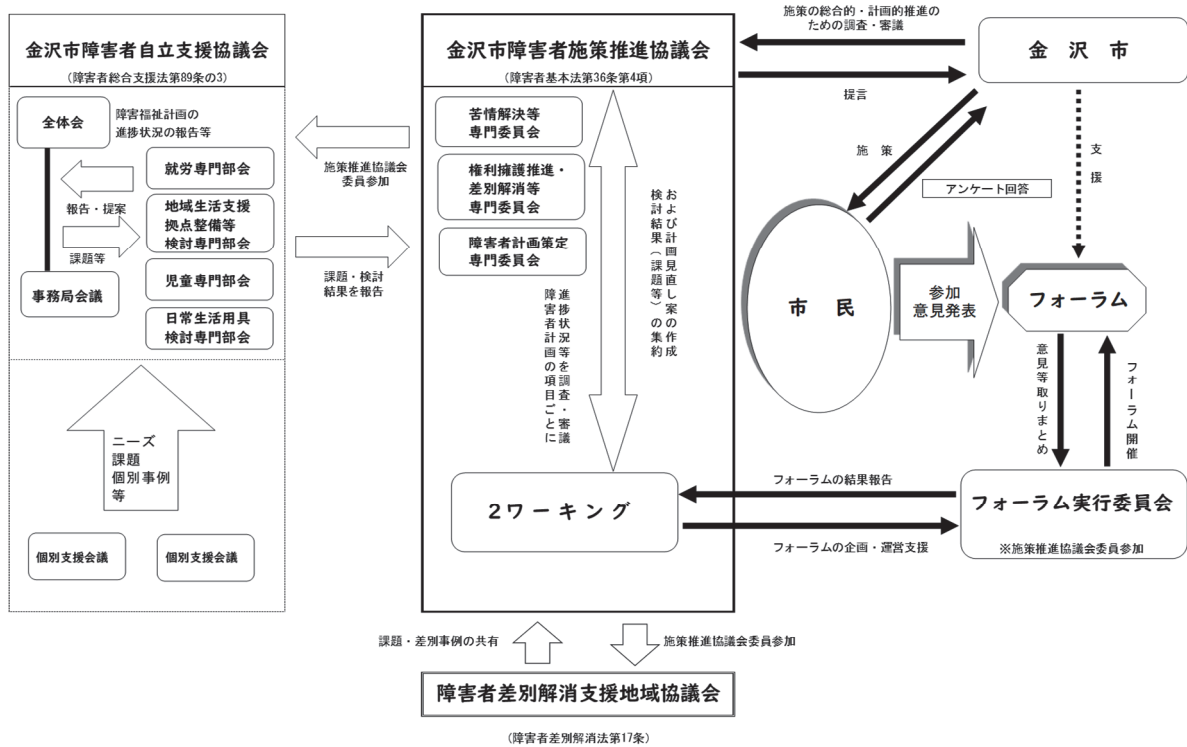 金沢市障害者自立支援協議会
(障害者総合支援法第89条の3)
全体会
障害福祉計画の
進捗状況の報告等
就労専門部会
報告・提案
地域生活支援
拠点整備等
検討専門部会
課題等
児童専門部会
事務局会議
日常生活用具
検討専門部会
ニーズ
課題
個別事例
等
個別支援会議
個別支援会議
施策推進協議会
委員参加
課題・検討
結果を報告
金沢市障害者施策推進協議会
(障害者基本法第36条第4項)
苦情解決等
専門委員会
権利擁護推進・
差別解消等
専門委員会
障害者計画策定
専門委員会
検討結果(課題等)の集約
および計画見直し案の作成
障害者計画の項目ごとに
進捗状況等を調査・審議
2ワーキング
施策の総合的・計画的推進の
ための調査・審議
提言
金沢市
施策
アンケート回答
支援
市民
参加
意見発表
フォーラム
意見等取りまとめ
フォーラム開催
フォーラムの結果報告
フォーラムの企画・運営支援
フォーラム実行委員会
※施策推進協議会委員参加
課題・差別事例の共有
施策推進協議会委員参加
障害者差別解消支援地域協議会
(障害者差別解消法第17条)